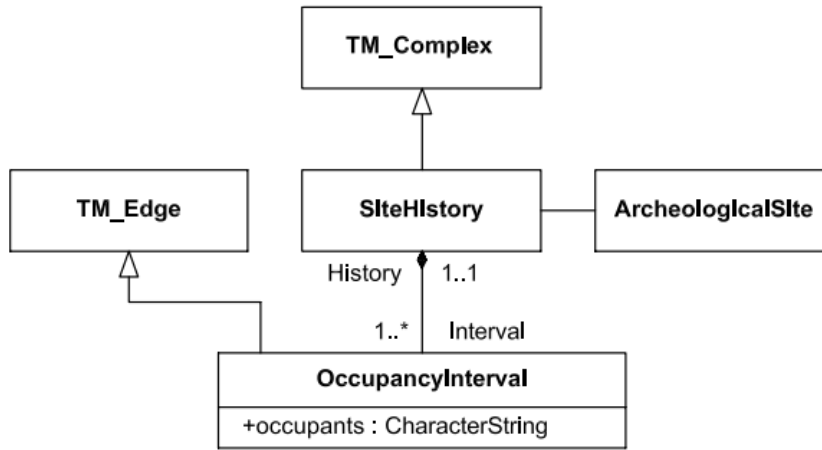 TM_Complex
TM_Edge
SIteHIstory
ArcheologIcalSIte
History 1..1
1..* Interval
OccupancyInterval
+occupants : CharacterString